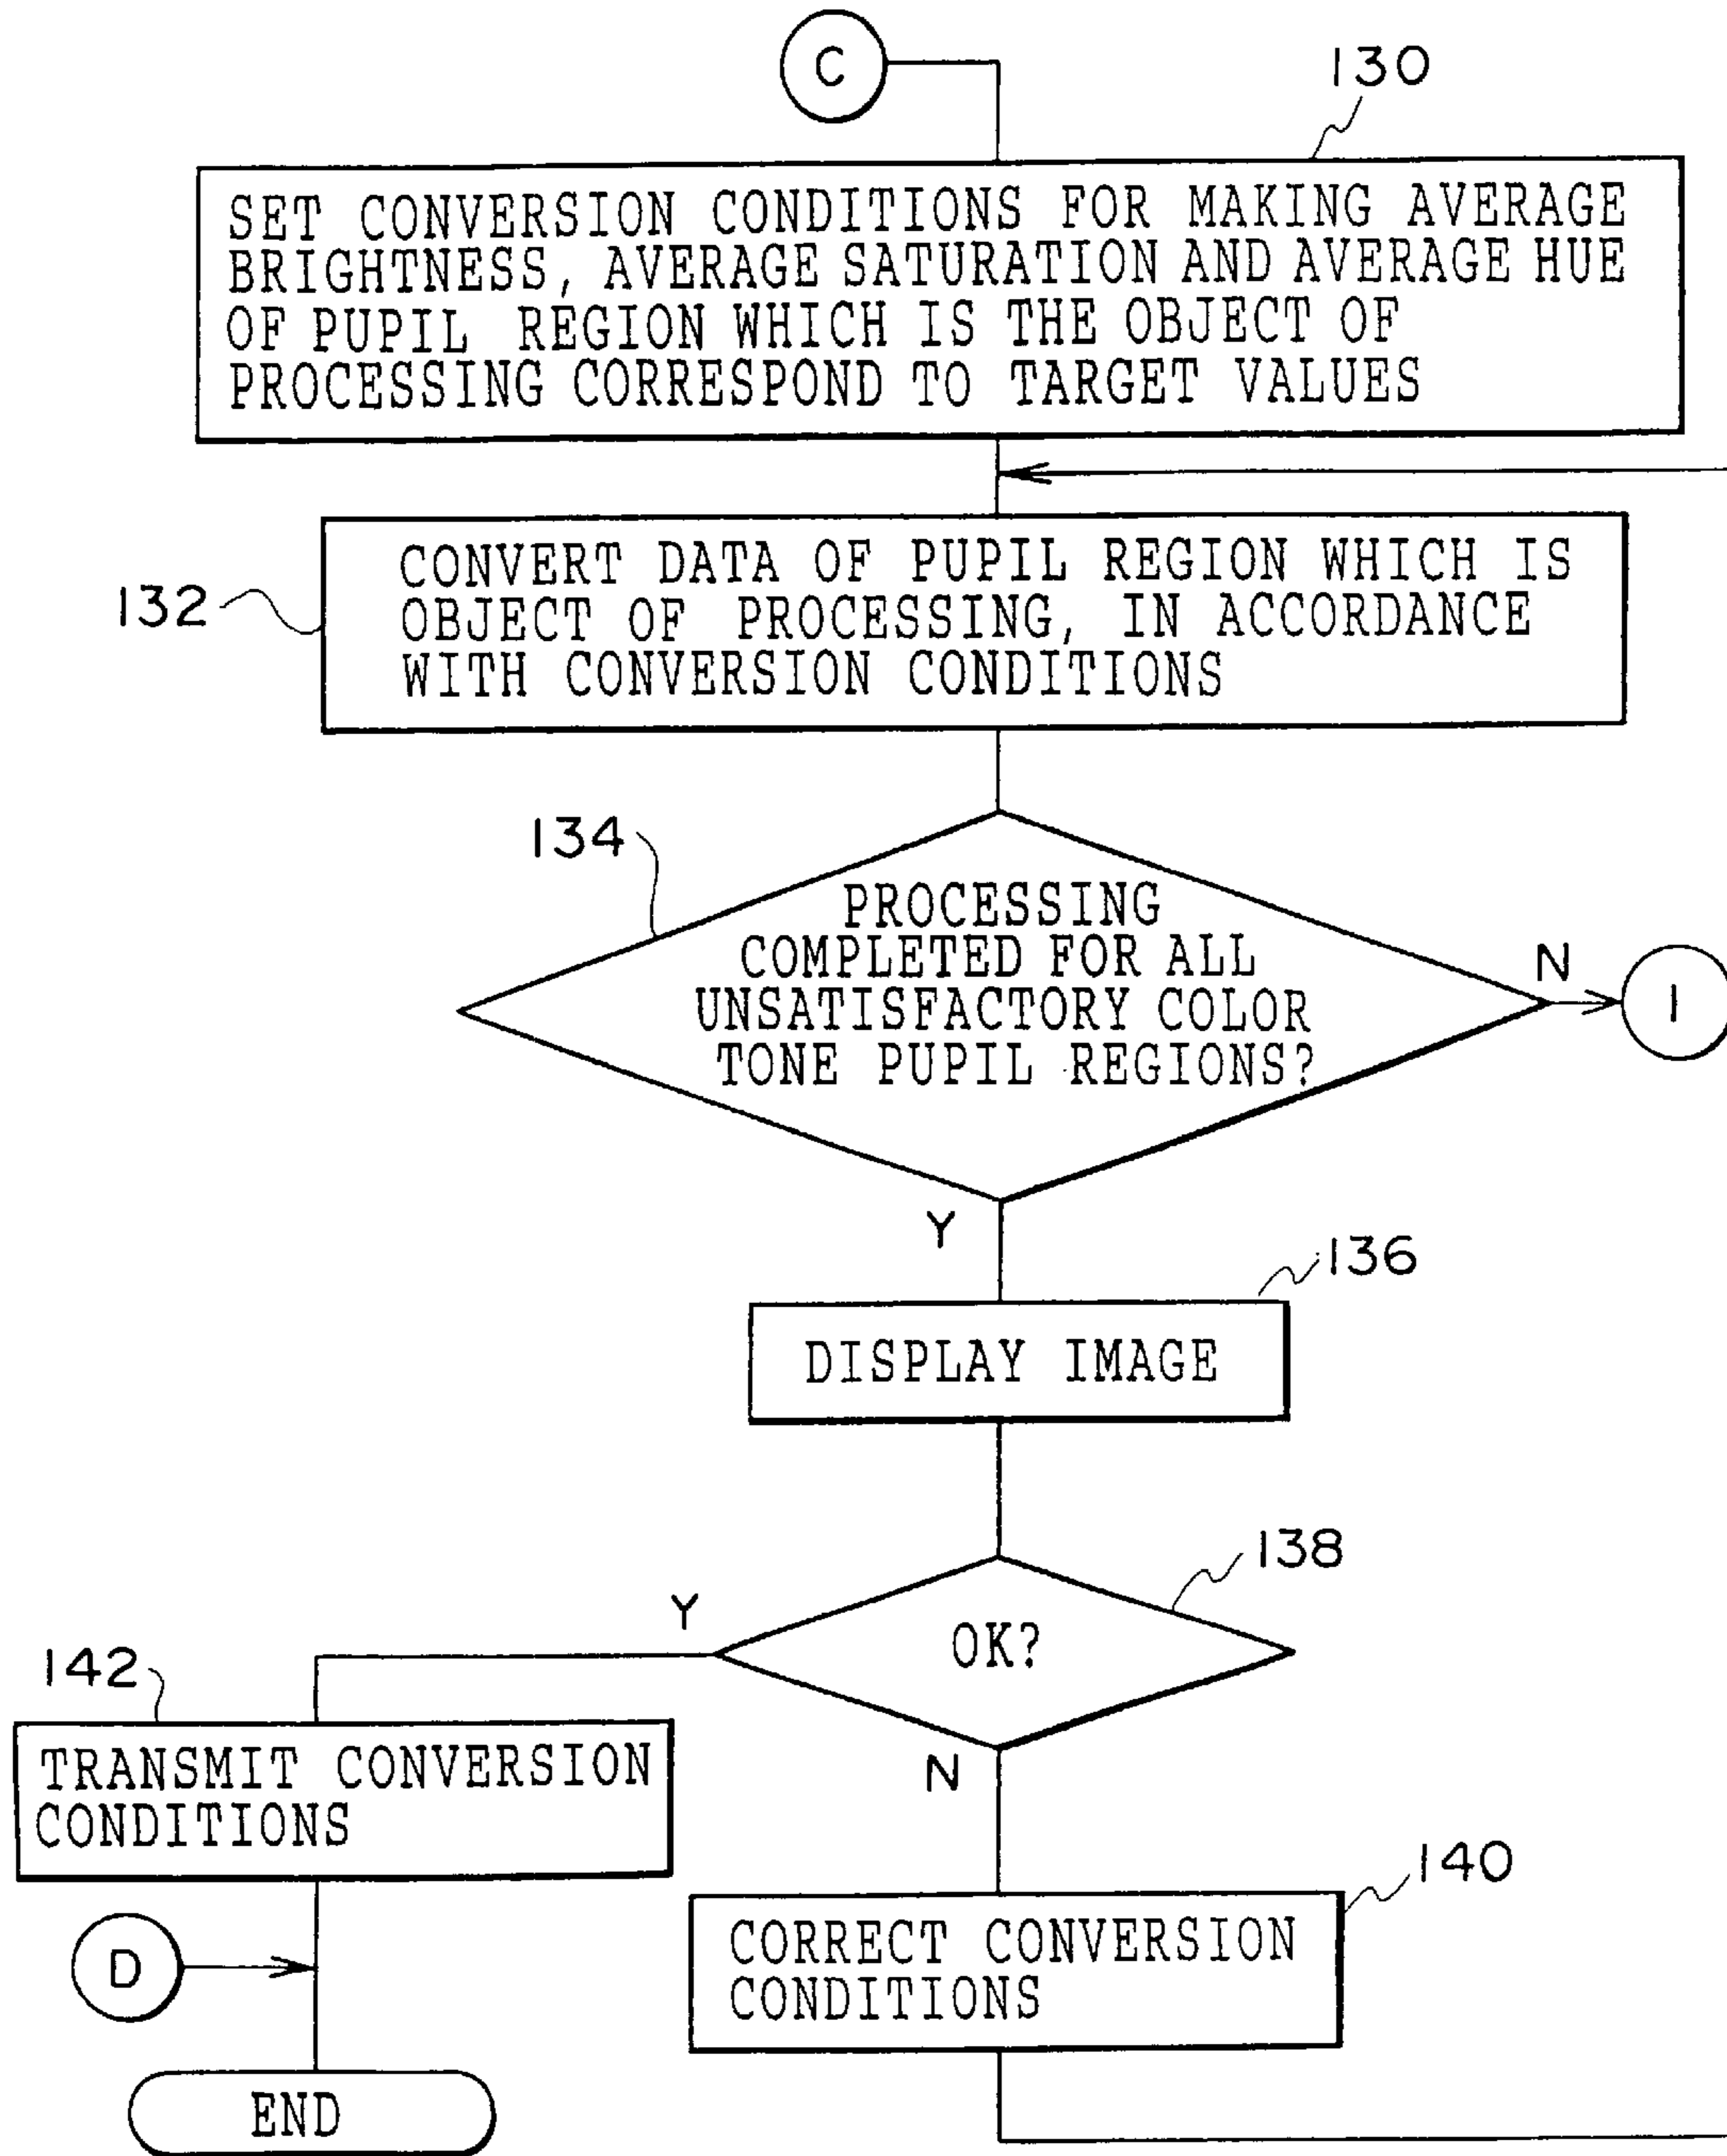 C
130
SET CONVERSION CONDITIONS FOR MAKING AVERAGE
BRIGHTNESS, AVERAGE SATURATION AND AVERAGE HUE
OF PUPIL REGION WHICH IS THE OBJECT OF
PROCESSING CORRESPOND TO TARGET VALUES
132
CONVERT DATA OF PUPIL REGION WHICH IS
OBJECT OF PROCESSING, IN ACCORDANCE
WITH CONVERSION CONDITIONS
134
PROCESSING
COMPLETED FOR ALL
UNSATISFACTORY COLOR
TONE PUPIL REGIONS?
N
I
Y
136
DISPLAY IMAGE
138
OK?
Y
142
TRANSMIT CONVERSION
CONDITIONS
N
140
CORRECT CONVERSION
CONDITIONS
D
END